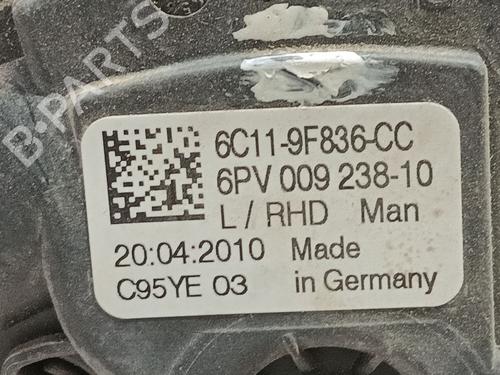 B-PARTS
6C11-9F836-CC
6PV 009 238-10
L / RHD Man
20:04:2010 Made
C95YE 03 in Germany